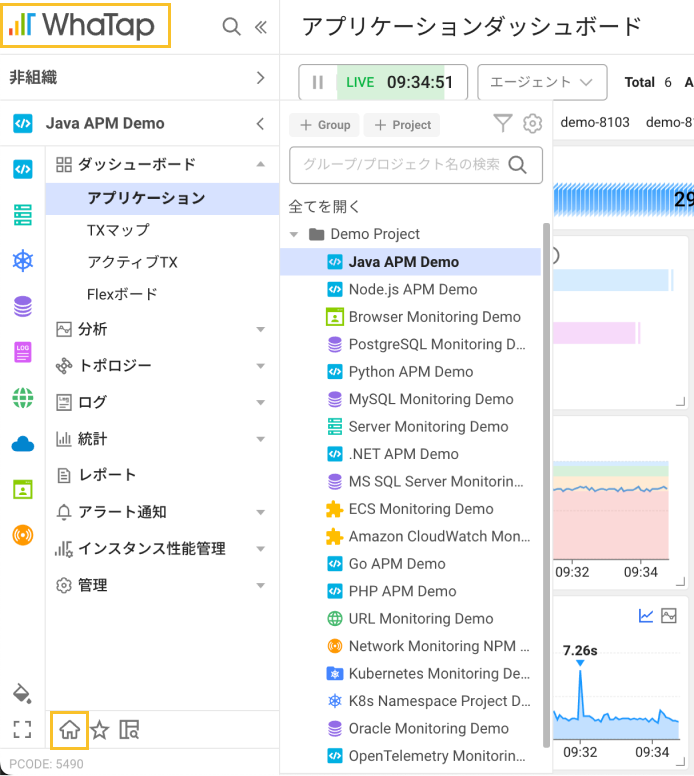 WhaTap
アプリケーションダッシュボード
非組織
LIVE 09:34:51
エージェント
Total 6
Java APM Demo
+ Group
+ Project
demo-8103
グループ/プロジェクト名の検索
全てを開く
ダッシューボード
アプリケーション
TXマップ
アクティブTX
Flexボード
分析
トポロジー
LOG
ログ
統計
レポート
アラート通知
インスタンス性能管理
管理
PCODE: 5490
Demo Project
Java APM Demo
Node.js APM Demo
Browser Monitoring Demo
PostgreSQL Monitoring D...
Python APM Demo
MySQL Monitoring Demo
Server Monitoring Demo
.NET APM Demo
MS SQL Server Monitorin...
ECS Monitoring Demo
Amazon CloudWatch Mon...
Go APM Demo
PHP APM Demo
URL Monitoring Demo
Network Monitoring NPM ...
Kubernetes Monitoring De...
K8s Namespace Project D...
Oracle Monitoring Demo
OpenTelemetry Monitorin...
09:32 09:34
7.26s
09:32 09:34